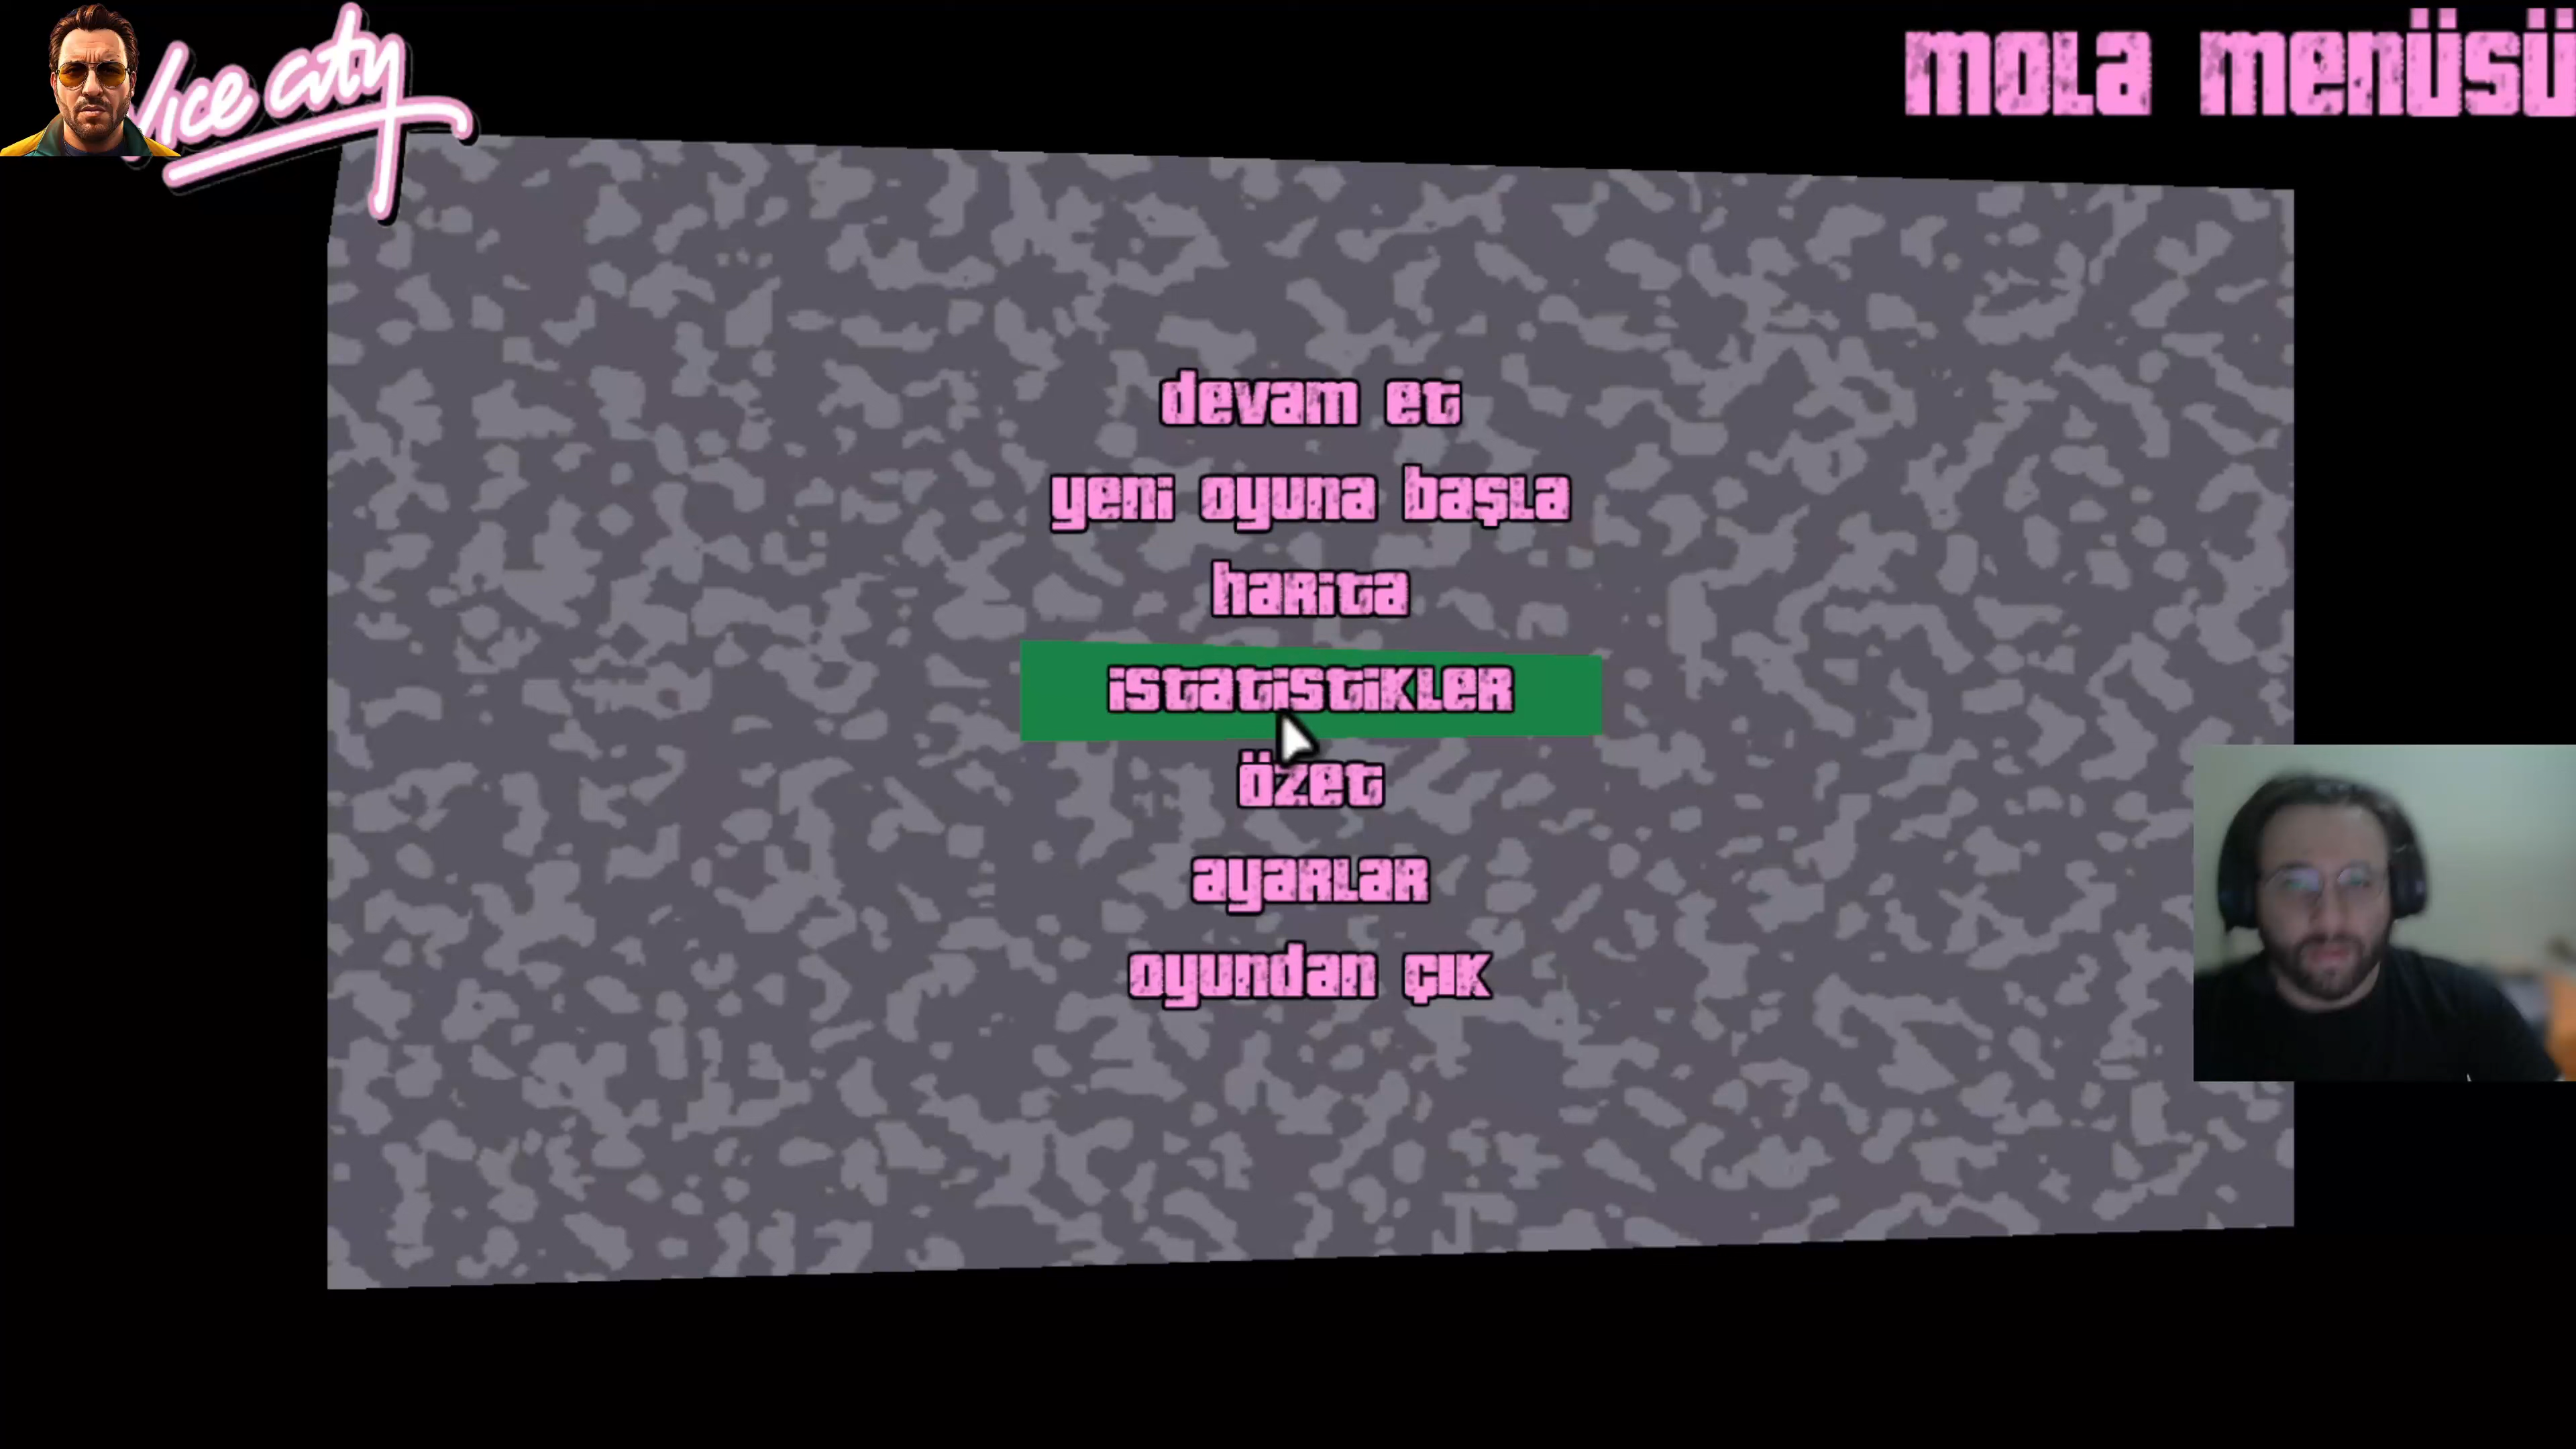 Vice City
mola menüsü
devam et
yeni oyuna başla
harita
istatistikler
özet
ayarlar
oyundan çık